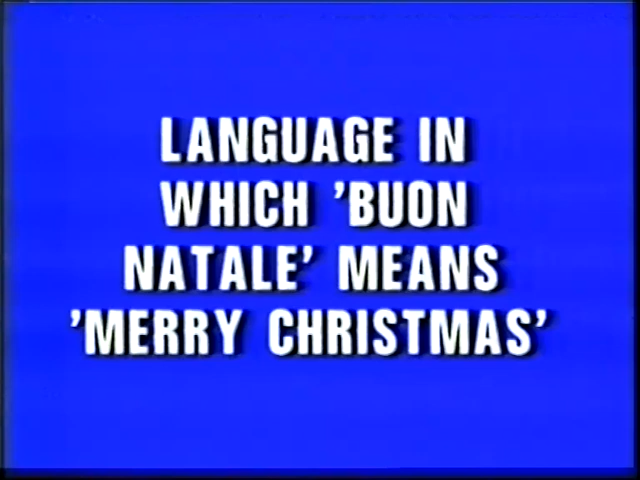 LANGUAGE IN
WHICH 'BUON
NATALE' MEANS
'MERRY CHRISTMAS'